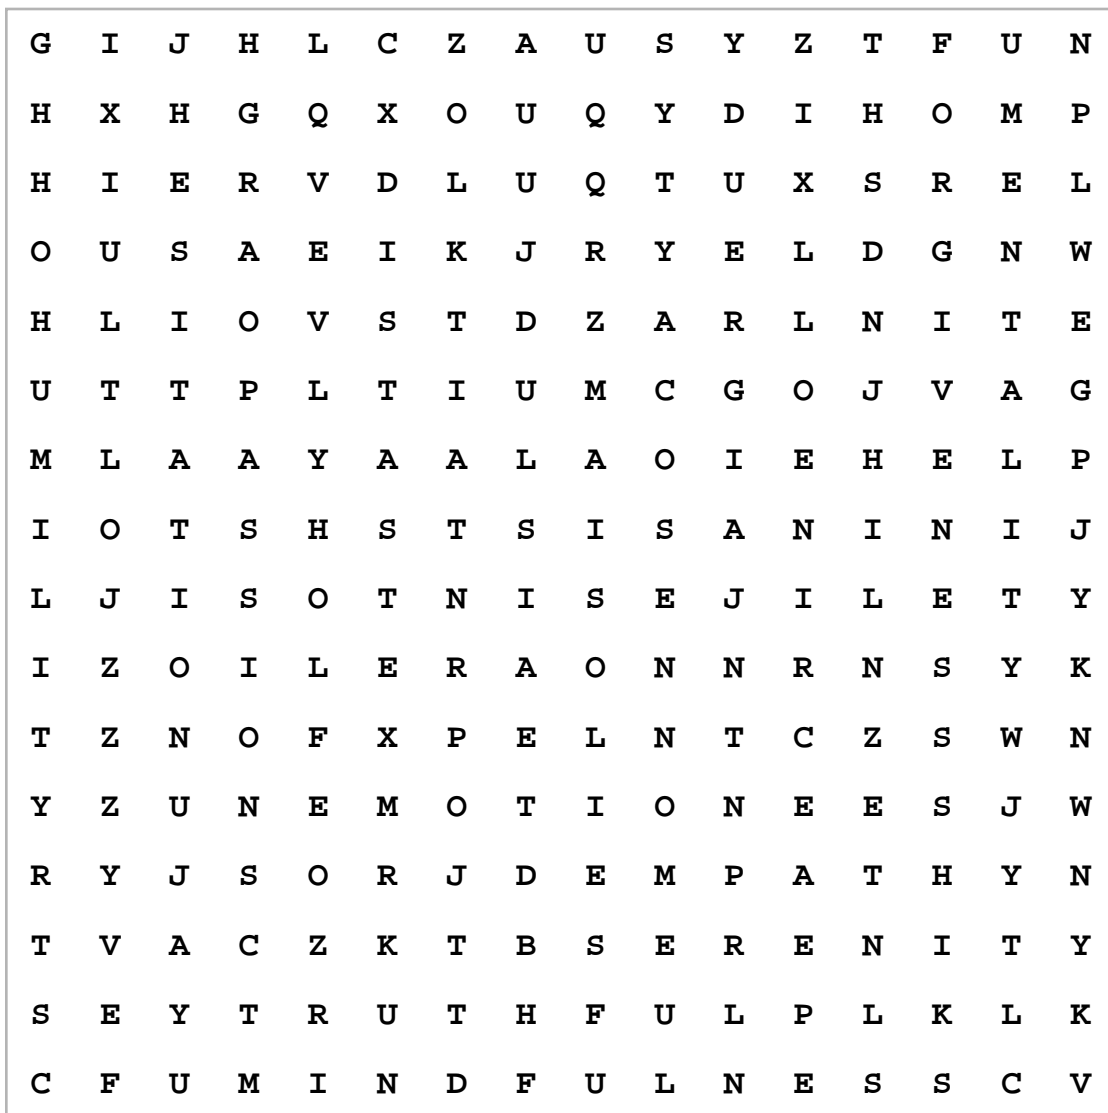 G I J H L C Z A U S Y Z T F U N
H X H G Q X O U Q Y D I H O M P
H I E R V D L U Q T U X S R E L
O U S A E I K J R Y E L D G N W
H L I O V S T D Z A R L N I T E
U T T P L T I U M C G O J V A G
M L A A Y A A L A O I E H E L P
I O T S H S T S I S A N I N I J
L J I S O T N I S E J I L E T Y
I Z O I L E R A O N N R N S Y K
T Z N O F X P E L N T C Z S W N
Y Z U N E M O T I O N E E S J W
R Y J S O R J D E M P A T H Y N
T V A C Z K T B S E R E N I T Y
S E Y T R U T H F U L P L K L K
C F U M I N D F U L N E S S C V